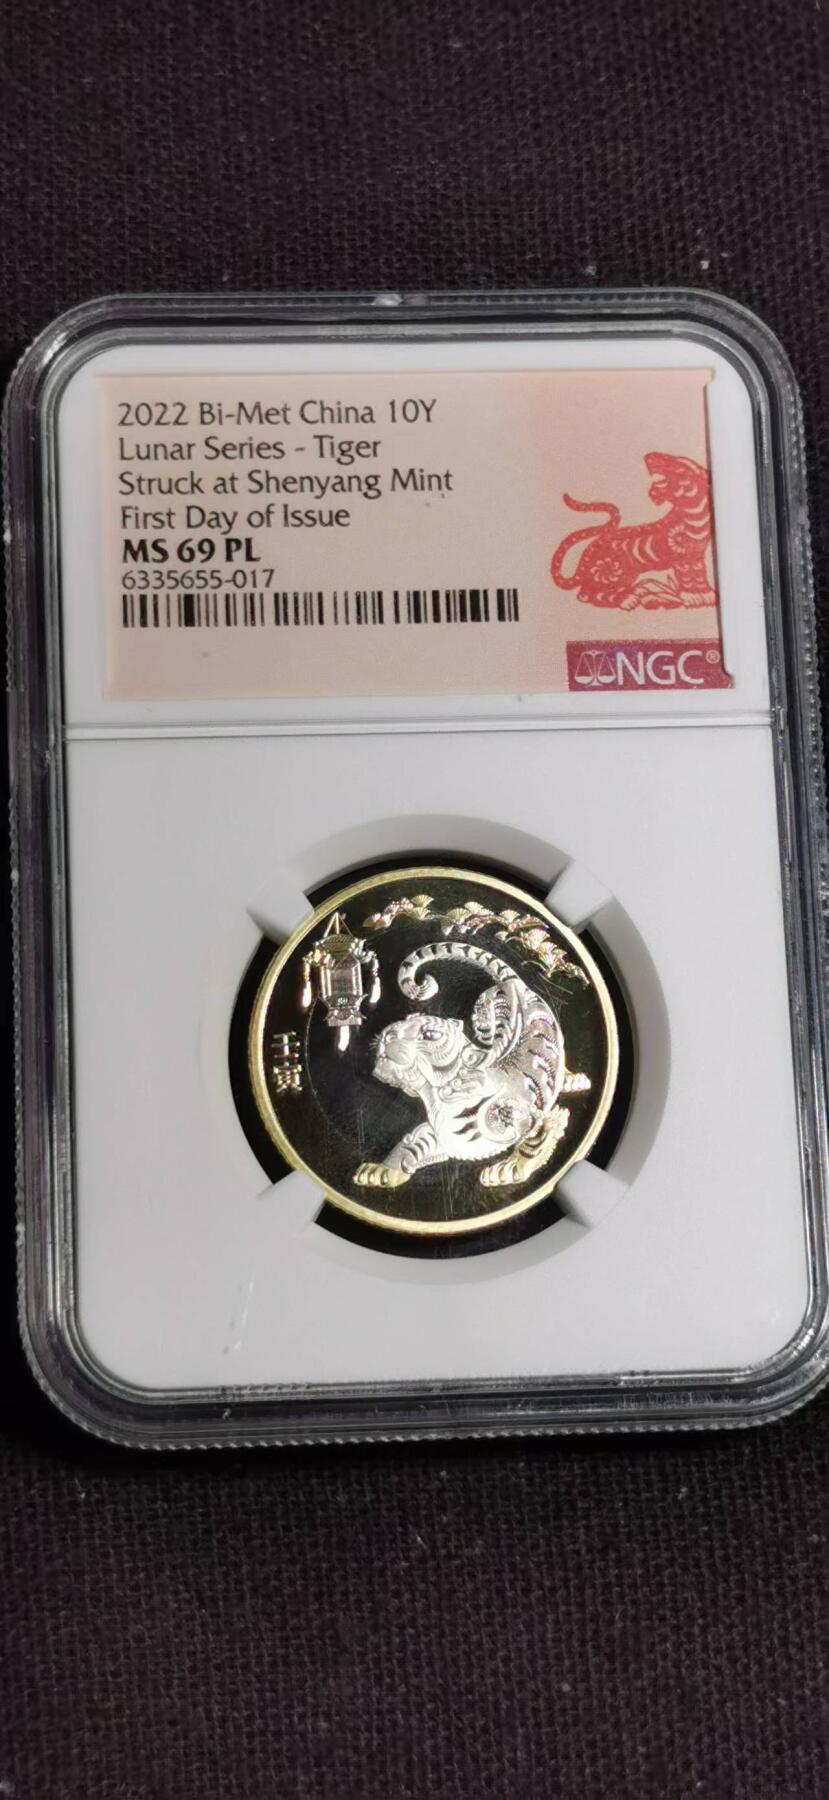 2022 Bi-Met China 10Y
Lunar Series - Tiger
Struck at Shenyang Mint
First Day of Issue
MS 69 PL
6335655-017
NGC®
壬寅